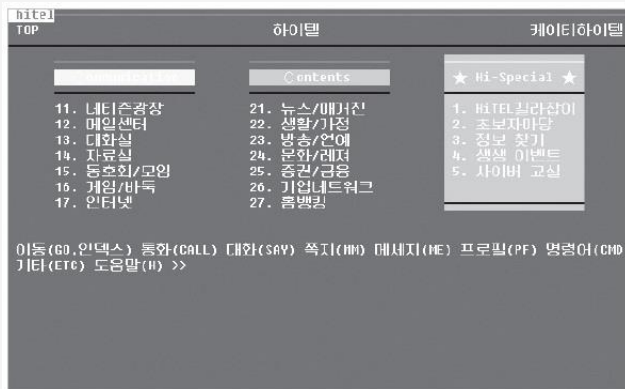 hitel
TOP 하이텔 케이티하이텔
Communication
11. 네티즌광장
12. 메일센터
13. 대화실
14. 자료실
15. 동호회/모임
16. 게임/바둑
17. 인터넷
Contents
21. 뉴스/매거진
22. 생활/가정
23. 방송/연예
24. 문화/레져
25. 증권/금융
26. 기업네트워크
27. 홈뱅킹
★ Hi-Special ★
1. HiTEL길라잡이
2. 초보자마당
3. 정보 찾기
4. 생생 이벤트
5. 사이버 교실
이동(GO,인덱스) 통화(CALL) 대화(SAY) 쪽지(MM) 메세지(ME) 프로필(PF) 명령어(CMD
기타(ETC) 도움말(H) >>